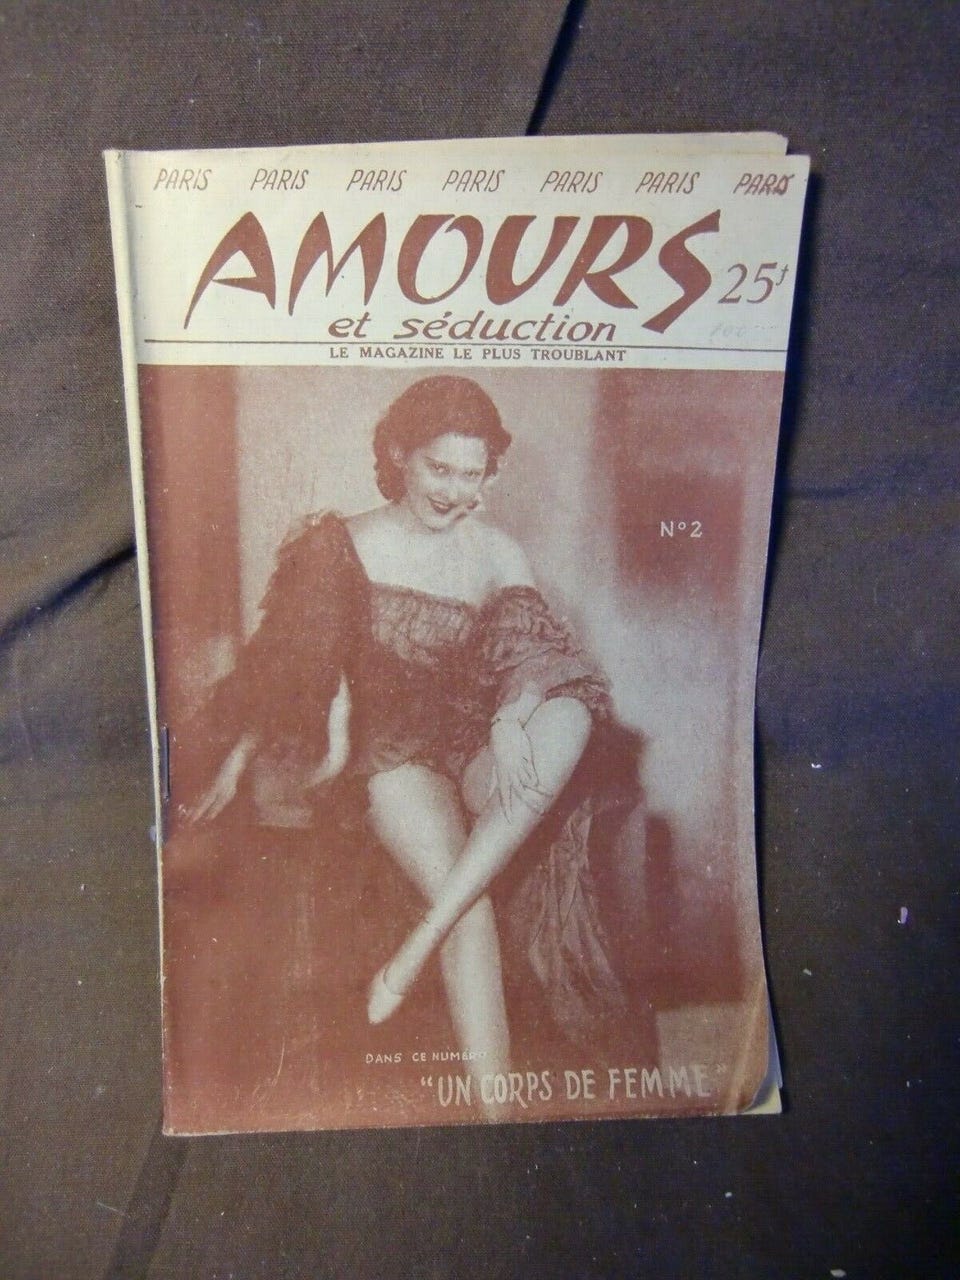 PARIS PARIS PARIS PARIS PARIS PARIS PARIS
AMOURS 25f
et séduction
LE MAGAZINE LE PLUS TROUBLANT
Nº2
DANS CE NUMÉRO
"UN CORPS DE FEMME"